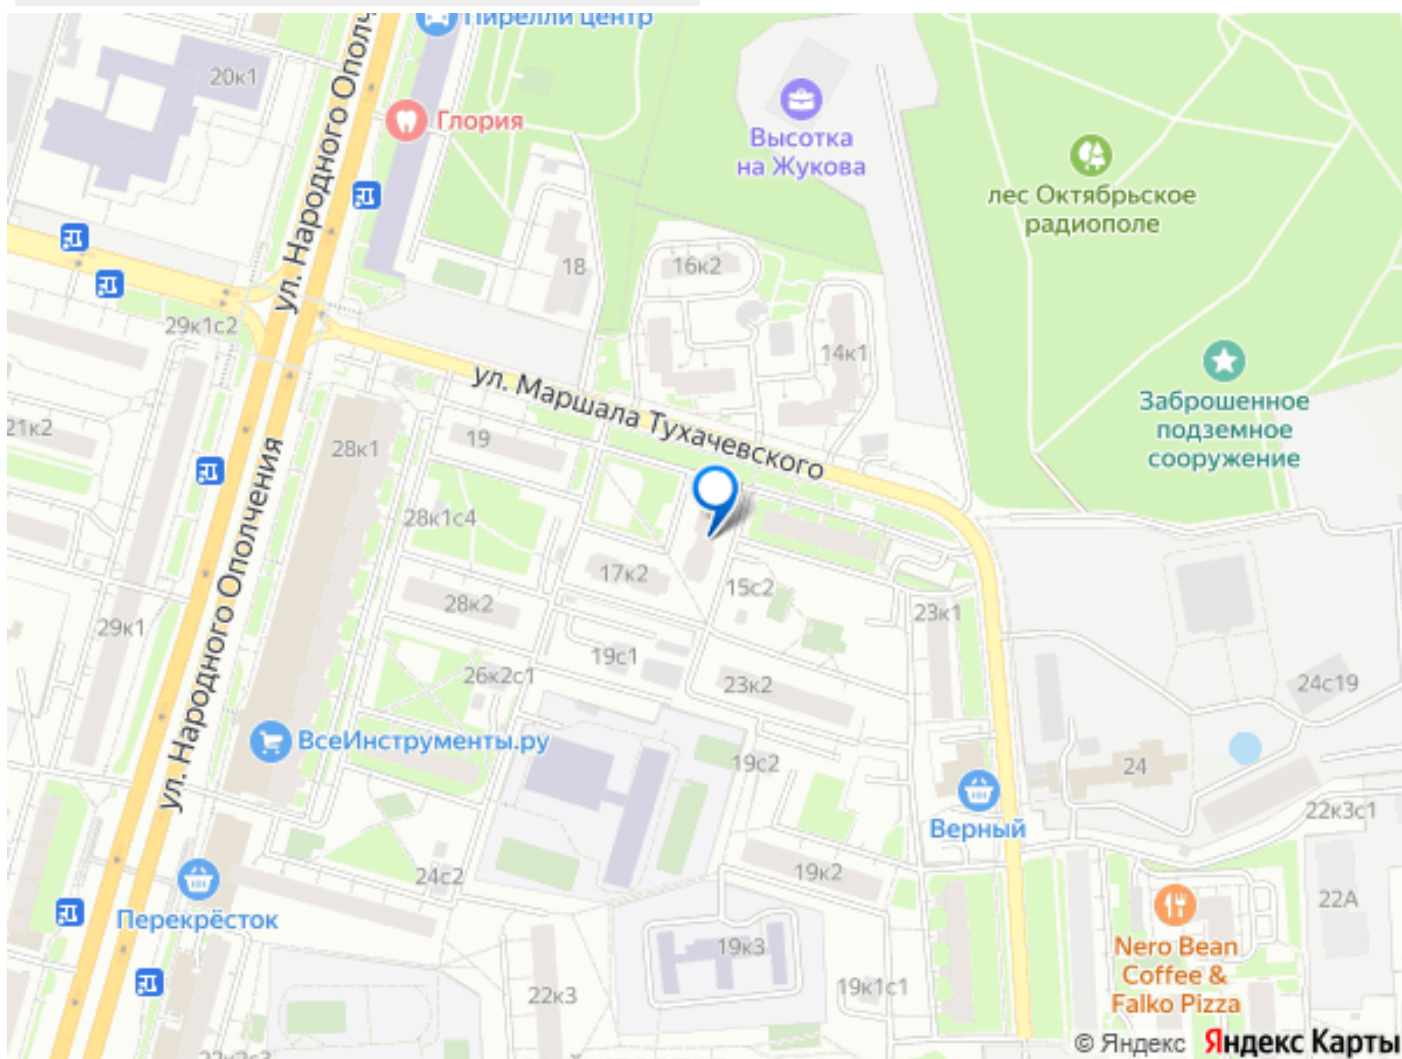 Пирелли центр
20к1
ул. Народного Ополч
Глория
Высотка
на Жукова
лес Октябрьское
радиополе
18
16к2
29к1с2
14к1
ул. Маршала Тухачевского
Заброшенное
подземное
сооружение
21к2
19
28к1
ул. Народного Ополчения
28к1с4
17к2
15с2
28к2
23к1
29к1
19с1
26к2с1
23к2
24с19
ВсеИнструменты.ру
19с2
24
Верный
22к3с1
19к2
24с2
22А
Перекрёсток
Nero Bean
Coffee &
Falko Pizza
19к3
19к1с1
22к3
© Яндекс Яндекс Карты
22к2с3